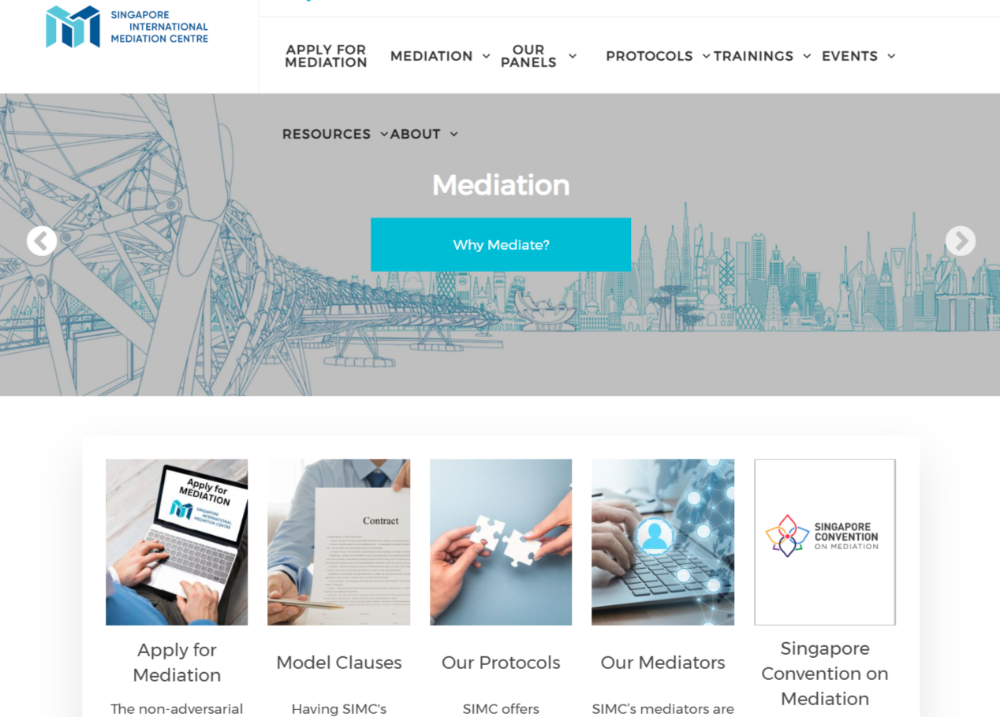 SINGAPORE
INTERNATIONAL
MEDIATION CENTRE
APPLY FOR
MEDIATION
MEDIATION
OUR
PANELS
PROTOCOLS
TRAININGS
EVENTS
RESOURCES
ABOUT
Mediation
Why Mediate?
Apply for
MEDIATION
SINGAPORE
INTERNATIONAL
MEDIATION CENTRE
Contract
SINGAPORE
CONVENTION
ON MEDIATION
Apply for
Mediation
Model Clauses
Our Protocols
Our Mediators
Singapore
Convention on
Mediation
The non-adversarial
Having SIMC's
SIMC offers
SIMC’s mediators are